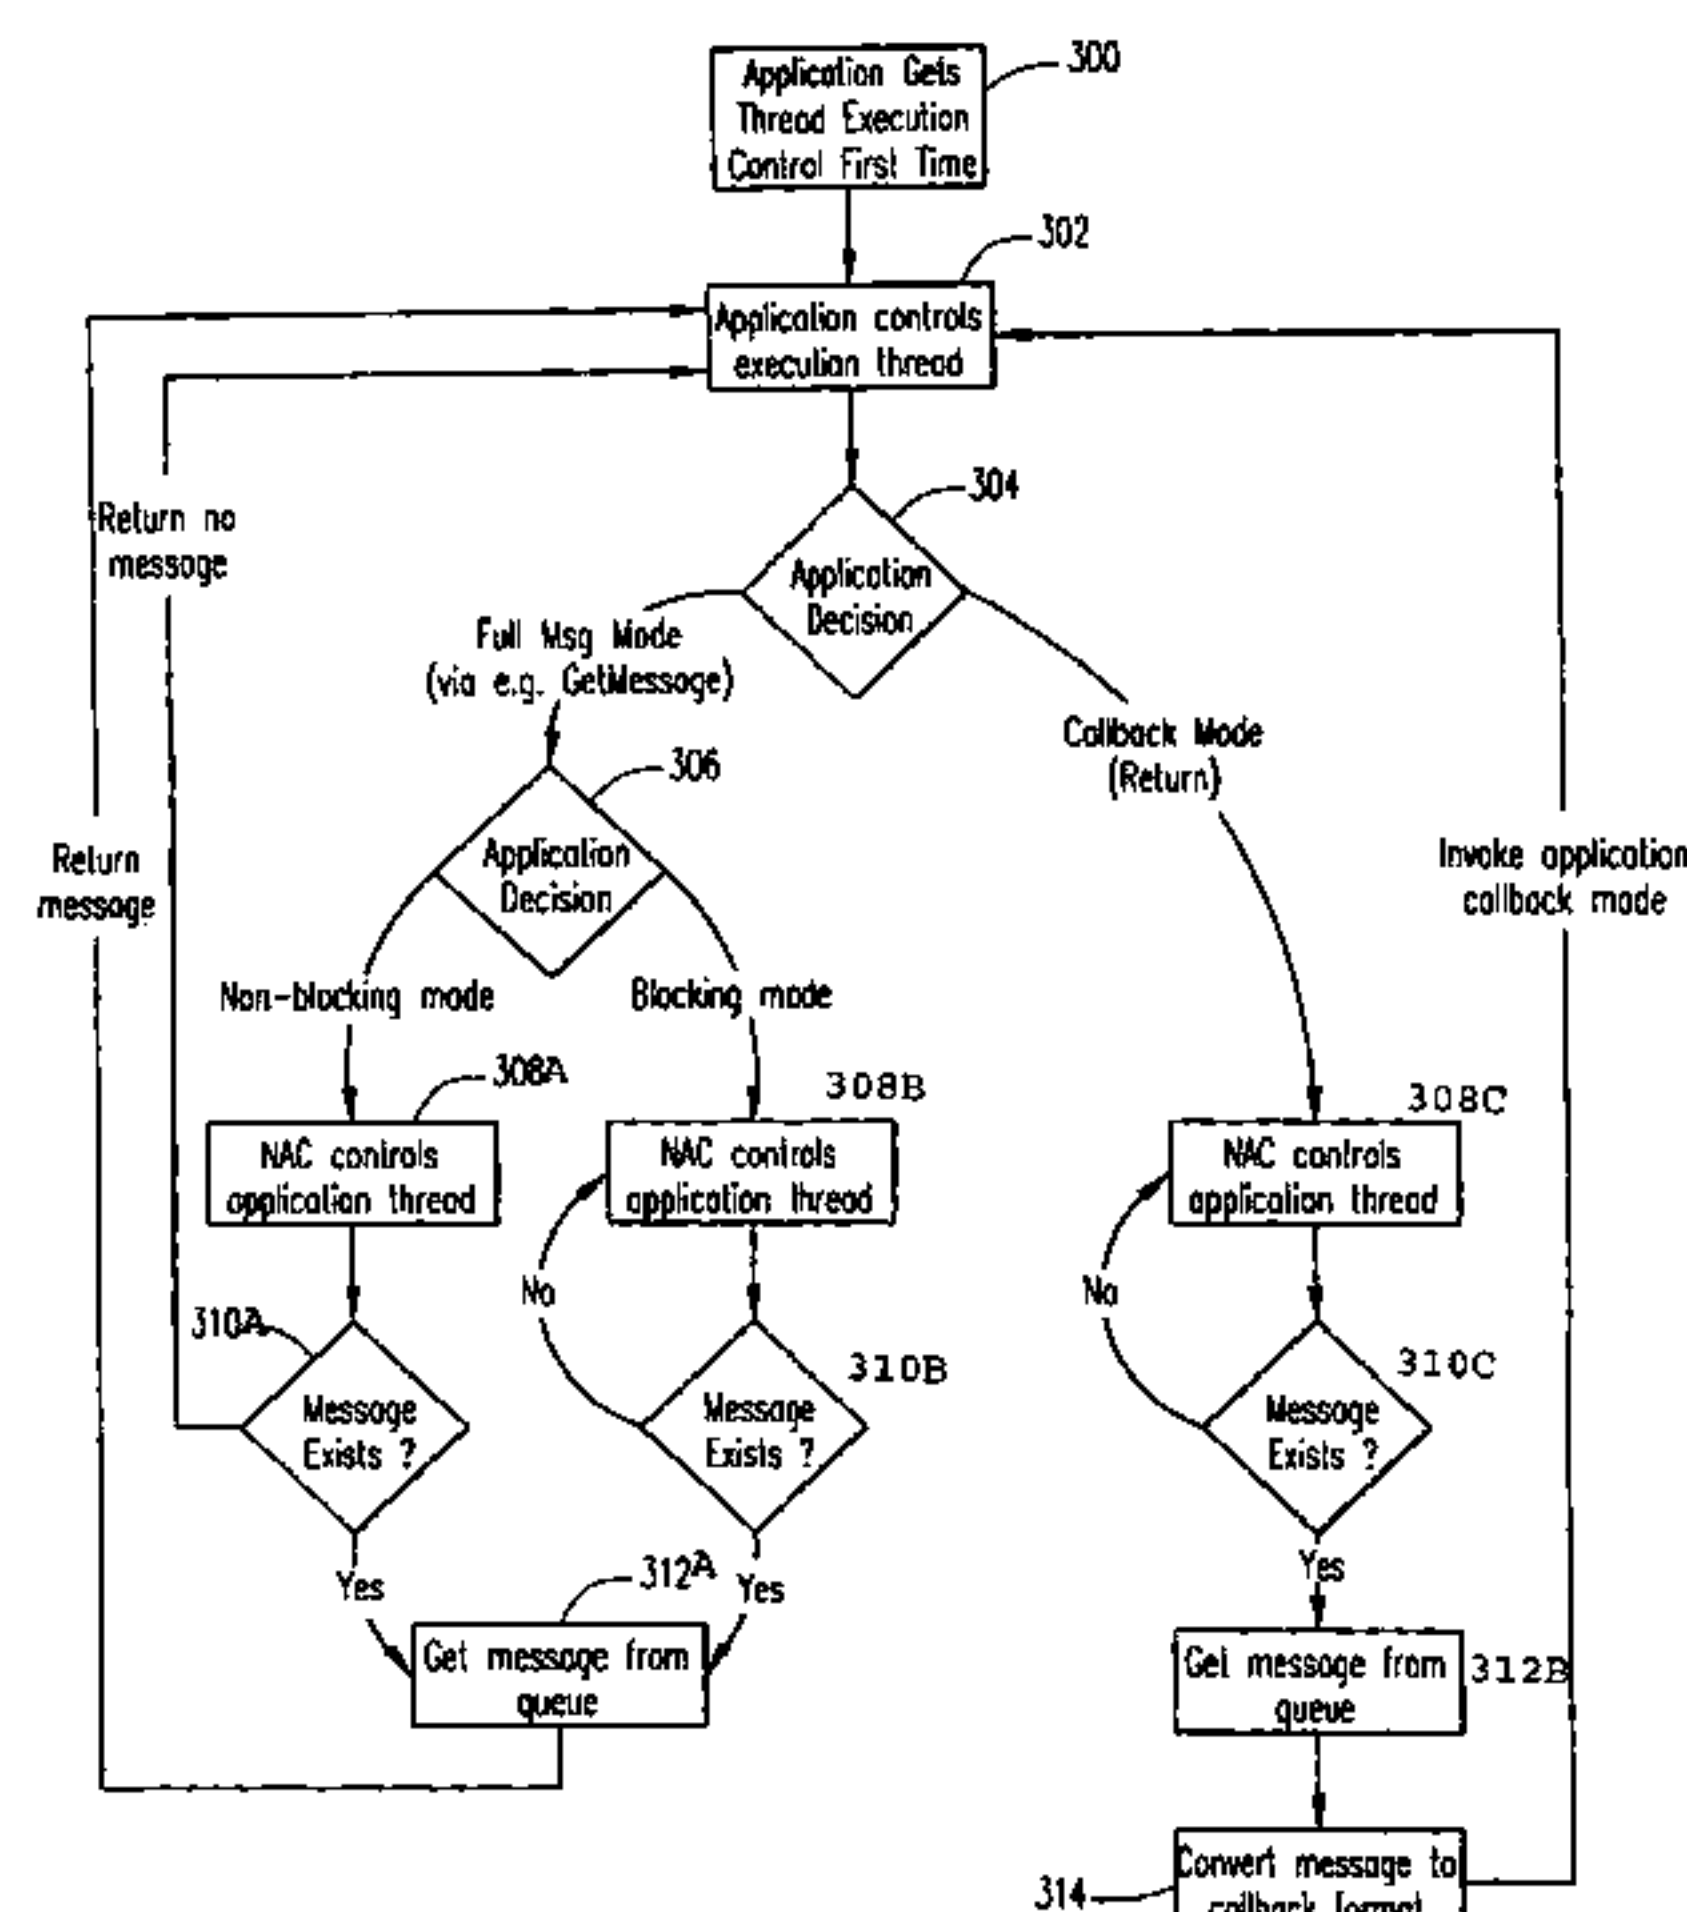 Application Gets
Thread Execution
Control First Time
300
302
Application controls
execution thread
304
Application
Decision
Return no
message
Full Msg Mode
(via e.g. GetMessage)
Callback Mode
(Return)
306
Application
Decision
Return
message
Invoke application
callback mode
Non-blocking mode
Blocking mode
308A
308B
308C
NAC controls
application thread
NAC controls
application thread
NAC controls
application thread
No
No
310A
310B
310C
Message
Exists ?
Message
Exists ?
Message
Exists ?
Yes
Yes
Yes
312A
Get message from
queue
Get message from
queue
312B
Convert message to
callback format
314